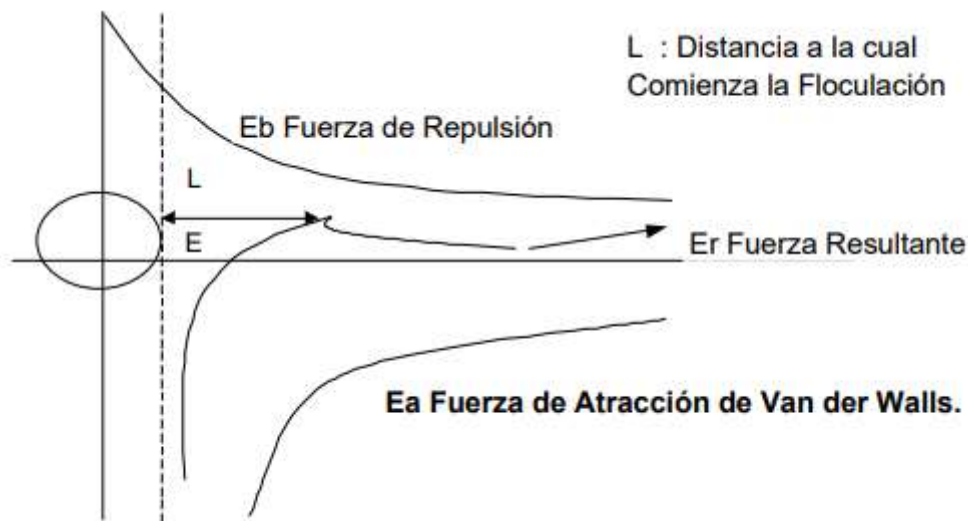 L : Distancia a la cual
Comienza la Floculación
Eb Fuerza de Repulsión
L
E
Er Fuerza Resultante
Ea Fuerza de Atracción de Van der Walls.